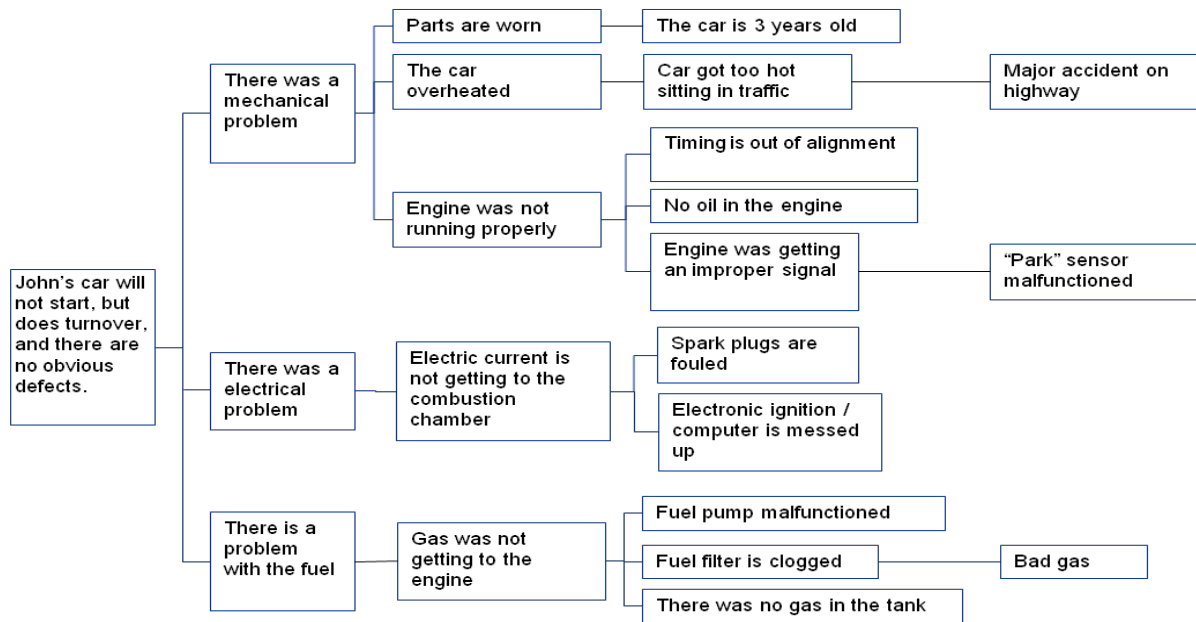 Parts are worn
The car is 3 years old
There was a
mechanical
problem
The car
overheated
Car got too hot
sitting in traffic
Major accident on
highway
Timing is out of alignment
Engine was not
running properly
No oil in the engine
Engine was getting
an improper signal
“Park” sensor
malfunctioned
John’s car will
not start, but
does turnover,
and there are
no obvious
defects.
There was a
electrical
problem
Electric current is
not getting to the
combustion
chamber
Spark plugs are
fouled
Electronic ignition /
computer is messed
up
There is a
problem
with the fuel
Gas was not
getting to the
engine
Fuel pump malfunctioned
Fuel filter is clogged
Bad gas
There was no gas in the tank